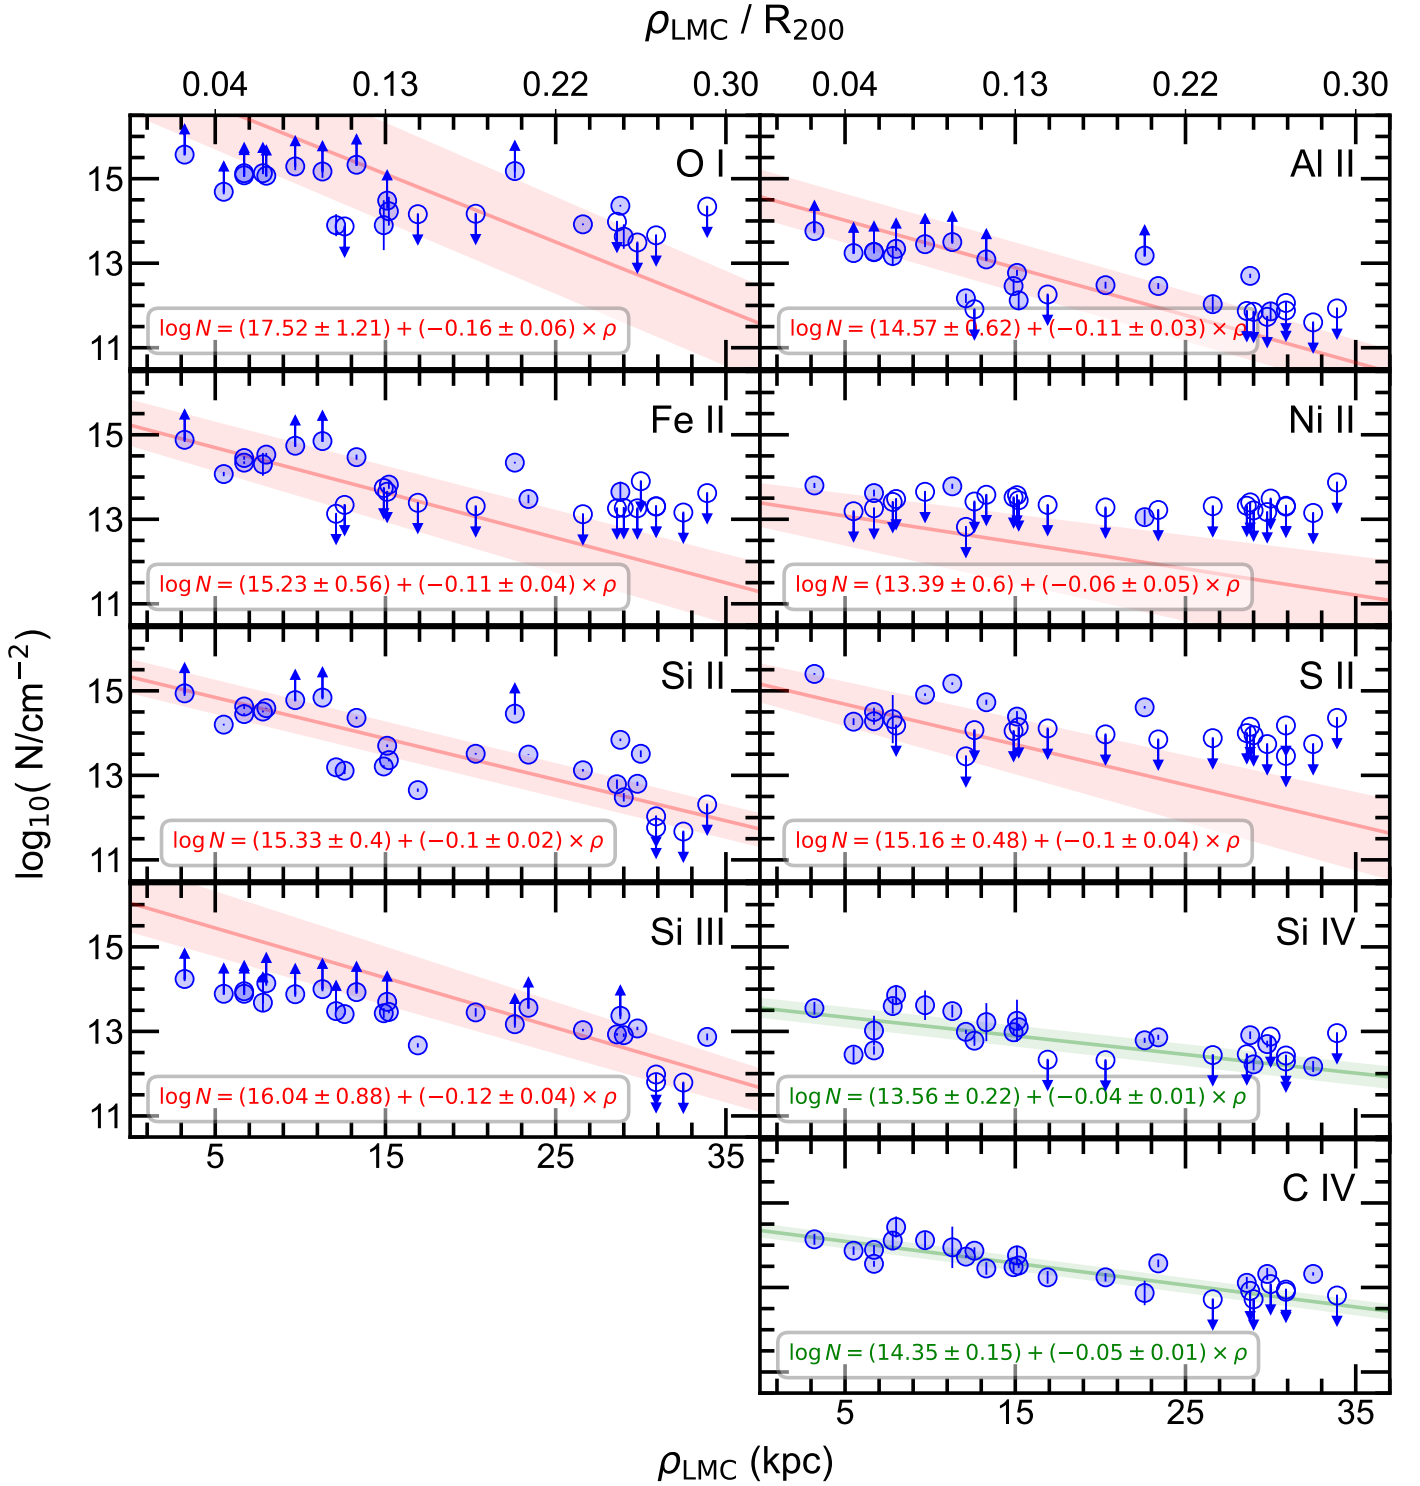 ρLMC / R200
0.04 0.13 0.22 0.30 0.04 0.13 0.22 0.30
O I Al II
15
13
11
log N = (17.52 ± 1.21) + (−0.16 ± 0.06) × ρ
log N = (14.57 ± 0.62) + (−0.11 ± 0.03) × ρ
Fe II Ni II
15
13
11
log N = (15.23 ± 0.56) + (−0.11 ± 0.04) × ρ
log N = (13.39 ± 0.6) + (−0.06 ± 0.05) × ρ
log10( N/cm−2)
Si II S II
15
13
11
log N = (15.33 ± 0.4) + (−0.1 ± 0.02) × ρ
log N = (15.16 ± 0.48) + (−0.1 ± 0.04) × ρ
Si III Si IV
15
13
11
log N = (16.04 ± 0.88) + (−0.12 ± 0.04) × ρ
log N = (13.56 ± 0.22) + (−0.04 ± 0.01) × ρ
5 15 25 35
C IV
log N = (14.35 ± 0.15) + (−0.05 ± 0.01) × ρ
5 15 25 35
ρLMC (kpc)